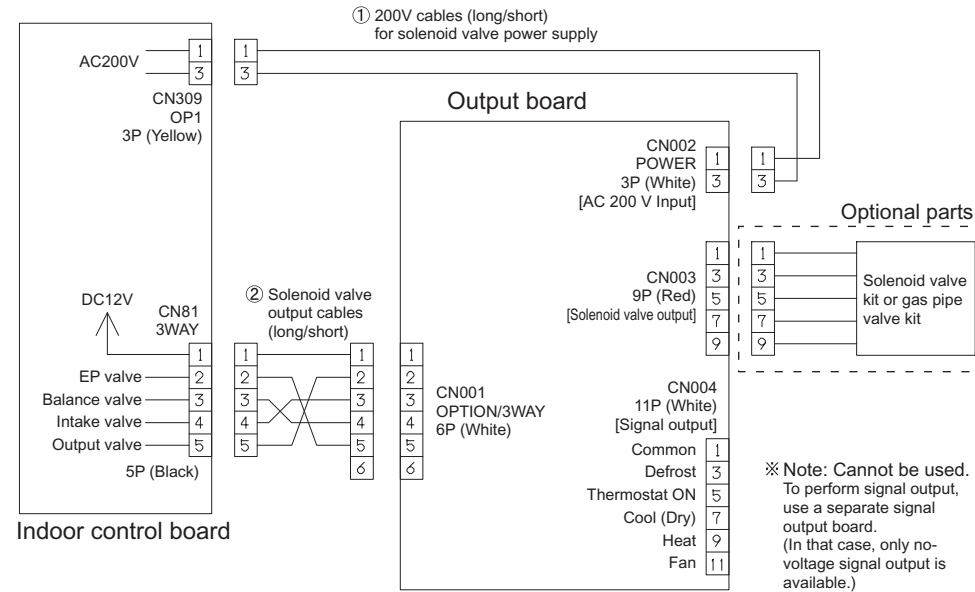 ① 200V cables (long/short)
for solenoid valve power supply
AC200V
1
3
1
3
CN309
OP1
3P (Yellow)
Output board
CN002
POWER
3P (White)
[AC 200 V Input]
1
3
1
3
Optional parts
CN003
9P (Red)
[Solenoid valve output]
1
3
5
7
9
1
3
5
7
9
Solenoid valve
kit or gas pipe
valve kit
DC12V
CN81
3WAY
② Solenoid valve
output cables
(long/short)
EP valve
Balance valve
Intake valve
Output valve
1
2
3
4
5
5P (Black)
1
2
3
4
5
1
2
3
4
5
6
1
2
3
4
5
6
CN001
OPTION/3WAY
6P (White)
CN004
11P (White)
[Signal output]
Common 1
Defrost 3
Thermostat ON 5
Cool (Dry) 7
Heat 9
Fan 11
※ Note: Cannot be used.
To perform signal output,
use a separate signal
output board.
(In that case, only no-
voltage signal output is
available.)
Indoor control board